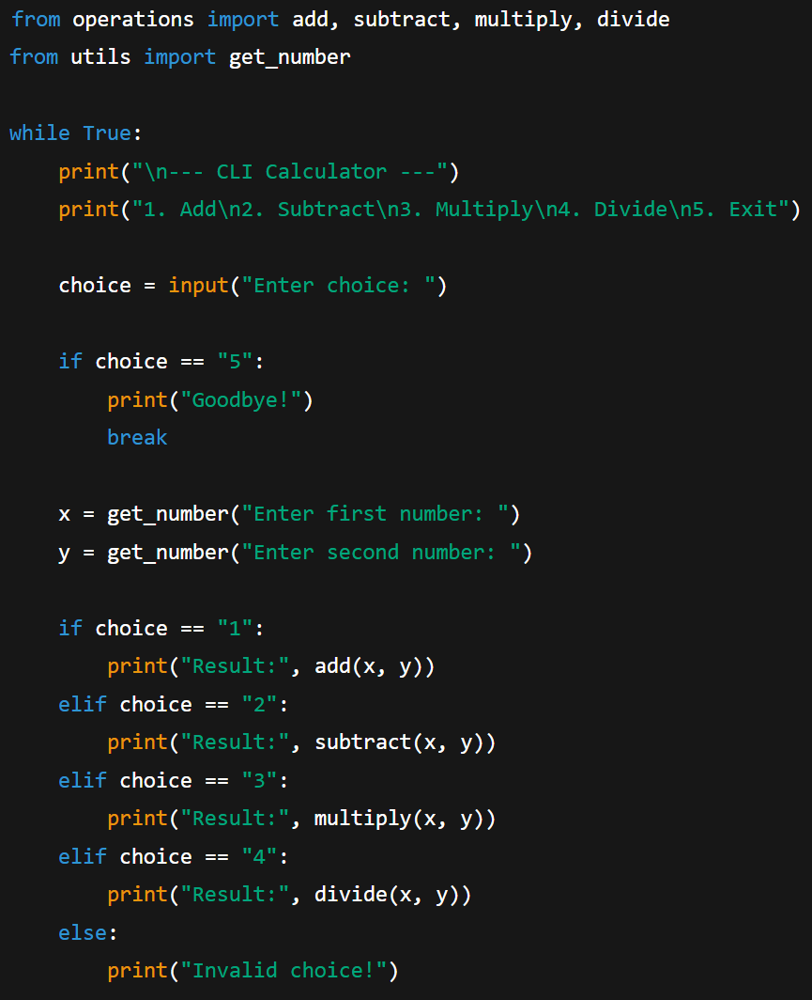 from operations import add, subtract, multiply, divide
from utils import get_number

while True:
    print("\n--- CLI Calculator ---")
    print("1. Add\n2. Subtract\n3. Multiply\n4. Divide\n5. Exit")

    choice = input("Enter choice: ")

    if choice == "5":
        print("Goodbye!")
        break

    x = get_number("Enter first number: ")
    y = get_number("Enter second number: ")

    if choice == "1":
        print("Result:", add(x, y))
    elif choice == "2":
        print("Result:", subtract(x, y))
    elif choice == "3":
        print("Result:", multiply(x, y))
    elif choice == "4":
        print("Result:", divide(x, y))
    else:
        print("Invalid choice!")